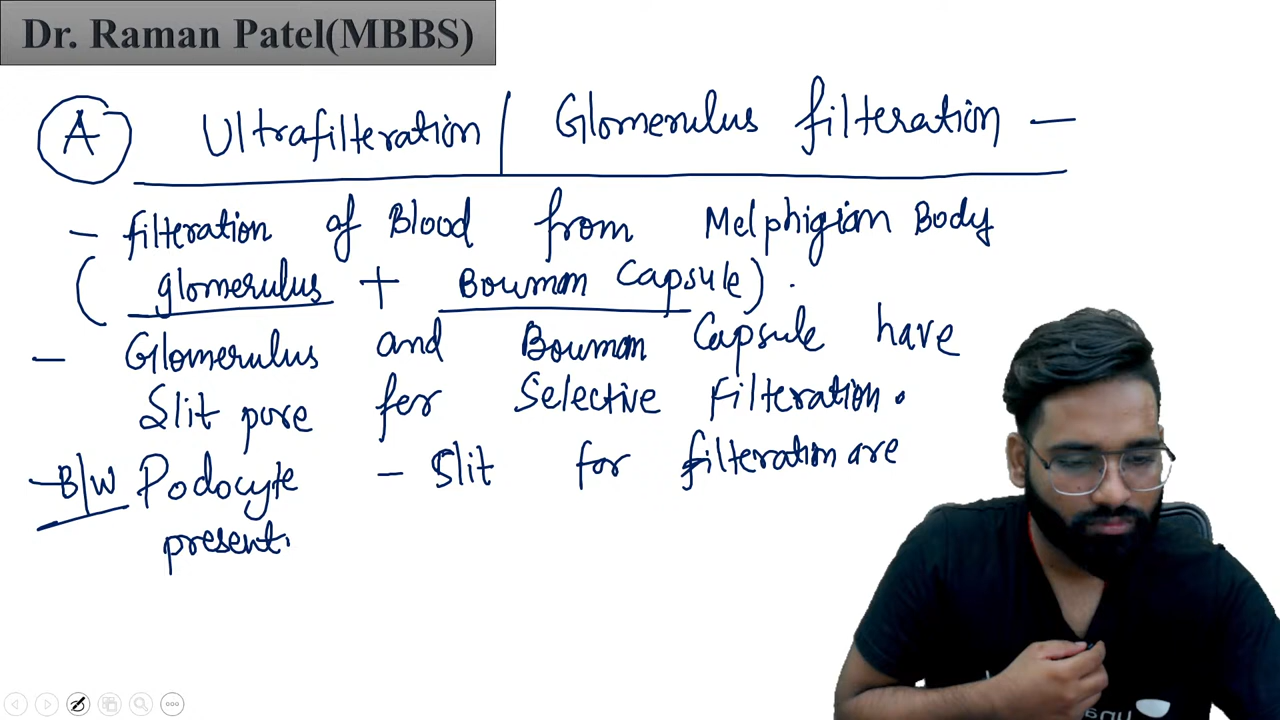 Dr. Raman Patel(MBBS)
A Ultrafilteration | Glomerulus filteration —
— filteration of Blood from Melphigian Body
( glomerulus + Bowman Capsule) .
— Glomerulus and Bowman Capsule have
Slit pore for Selective Filteration.
— B/W Podocyte — Slit for filteration are
present.